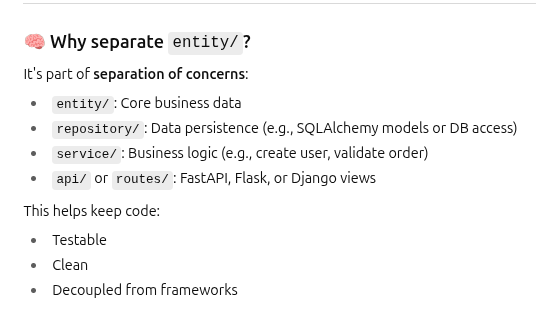 🧠 Why separate entity/?
It's part of separation of concerns:
• entity/: Core business data
• repository/: Data persistence (e.g., SQLAlchemy models or DB access)
• service/: Business logic (e.g., create user, validate order)
• api/ or routes/: FastAPI, Flask, or Django views
This helps keep code:
• Testable
• Clean
• Decoupled from frameworks